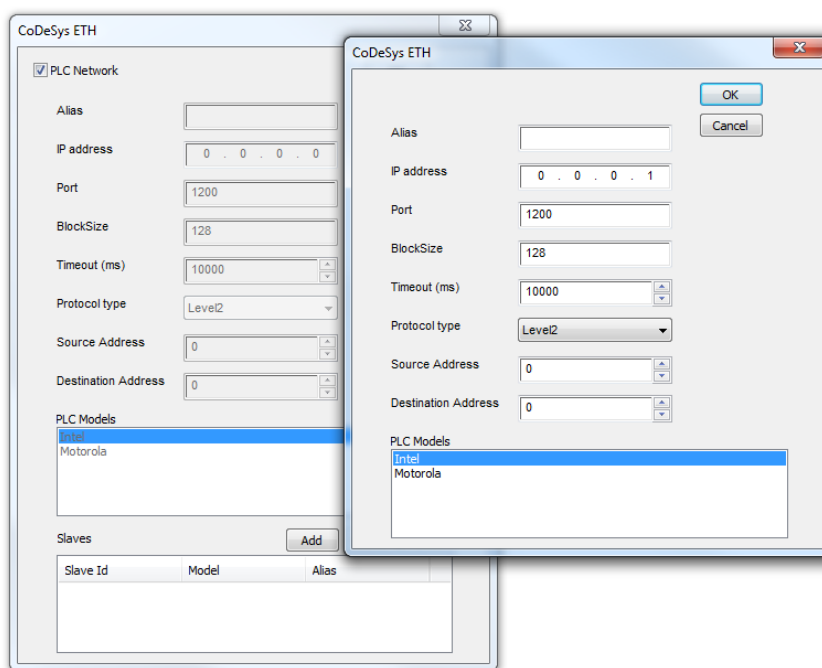 CoDeSys ETH
PLC Network
Alias
IP address 0 . 0 . 0 . 0
Port 1200
BlockSize 128
Timeout (ms) 10000
Protocol type Level2
Source Address 0
Destination Address 0
PLC Models
Intel
Motorola
Slaves Add
Slave Id Model Alias
CoDeSys ETH
OK
Cancel
Alias
IP address 0 . 0 . 0 . 1
Port 1200
BlockSize 128
Timeout (ms) 10000
Protocol type Level2
Source Address 0
Destination Address 0
PLC Models
Intel
Motorola